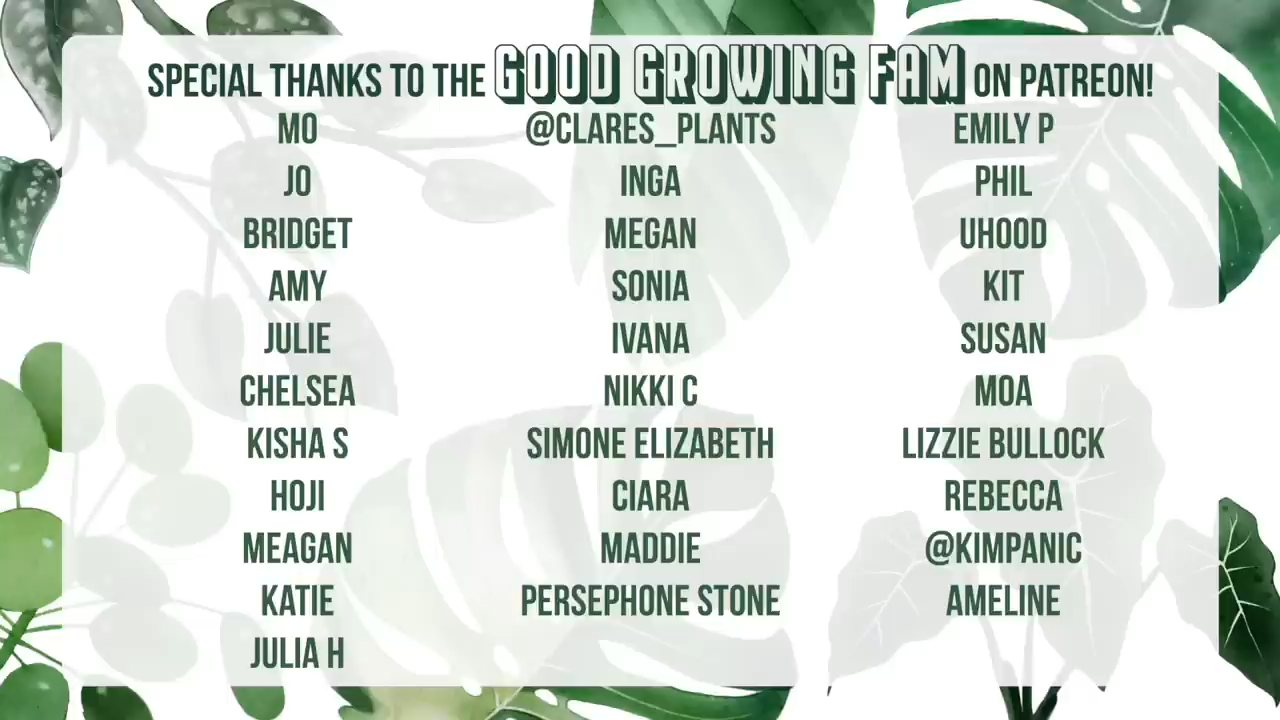 SPECIAL THANKS TO THE GOOD GROWING FAM ON PATREON!
MO @CLARES_PLANTS EMILY P
JO INGA PHIL
BRIDGET MEGAN UHOOD
AMY SONIA KIT
JULIE IVANA SUSAN
CHELSEA NIKKI C MOA
KISHA S SIMONE ELIZABETH LIZZIE BULLOCK
HOJI CIARA REBECCA
MEAGAN MADDIE @KIMPANIC
KATIE PERSEPHONE STONE AMELINE
JULIA H